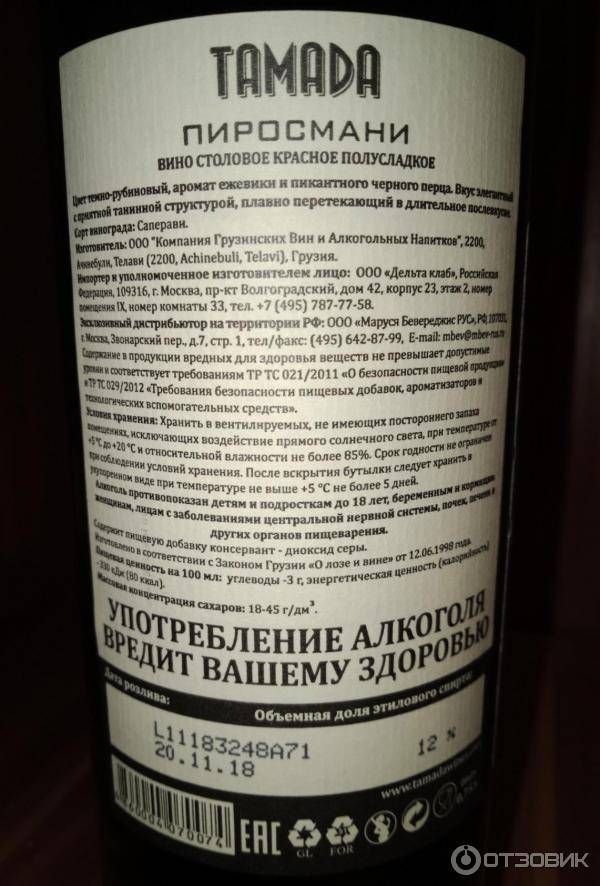 TAMADA
ПИРОСМАНИ
ВИНО СТОЛОВОЕ КРАСНОЕ ПОЛУСЛАДКОЕ
Цвет темно-рубиновый, аромат ежевики и пикантного черного перца. Вкус элегантный
с приятной танинной структурой, плавно перетекающий в длительное послевкусие.
Сорт винограда: Саперави.
Изготовитель: ООО "Компания Грузинских Вин и Алкогольных Напитков", 2200,
Ачинебули, Телави (2200, Achinebuli, Telavi), Грузия.
Импортер и уполномоченное изготовителем лицо: ООО «Дельта клаб», Российская
Федерация, 109316, г. Москва, пр-кт Волгоградский, дом 42, корпус 23, этаж 2, номер
помещения IX, номер комнаты 33, тел. +7 (495) 787-77-58.
Эксклюзивный дистрибьютор на территории РФ: ООО «Маруся Бевереджис РУС», РФ, 107031,
г. Москва, Звонарский пер., д.7, стр. 1, тел/факс: (495) 642-87-99, E-mail: mbev@mbev-rus.ru
Содержание в продукции вредных для здоровья веществ не превышает допустимые
уровни и соответствует требованиям ТР ТС 021/2011 «О безопасности пищевой продукции»
и ТР ТС 029/2012 «Требования безопасности пищевых добавок, ароматизаторов и
технологических вспомогательных средств».
Условия хранения: Хранить в вентилируемых, не имеющих постороннего запаха
помещениях, исключающих воздействие прямого солнечного света, при температуре от
+5 °C до +20 °C и относительной влажности не более 85%. Срок годности не ограничен
при соблюдении условий хранения. После вскрытия бутылки следует хранить в
укупоренном виде при температуре не выше +5 °C не более 5 дней.
Алкоголь противопоказан детям и подросткам до 18 лет, беременным и кормящим
женщинам, лицам с заболеваниями центральной нервной системы, почек, печени и
других органов пищеварения.
Содержит пищевую добавку консервант - диоксид серы.
Изготовлено в соответствии с Законом Грузии «О лозе и вине» от 12.06.1998 года.
Пищевая ценность на 100 мл: углеводы -3 г, энергетическая ценность (калорийность)
- 330 кДж (80 ккал).
Массовая концентрация сахаров: 18-45 г/дм³.
УПОТРЕБЛЕНИЕ АЛКОГОЛЯ
ВРЕДИТ ВАШЕМУ ЗДОРОВЬЮ
Дата розлива:
Объемная доля этилового спирта:
L11183248A71
20.11.18
12 %
www.tamadawine
EAC
GL
FOR
ОТЗОВИК